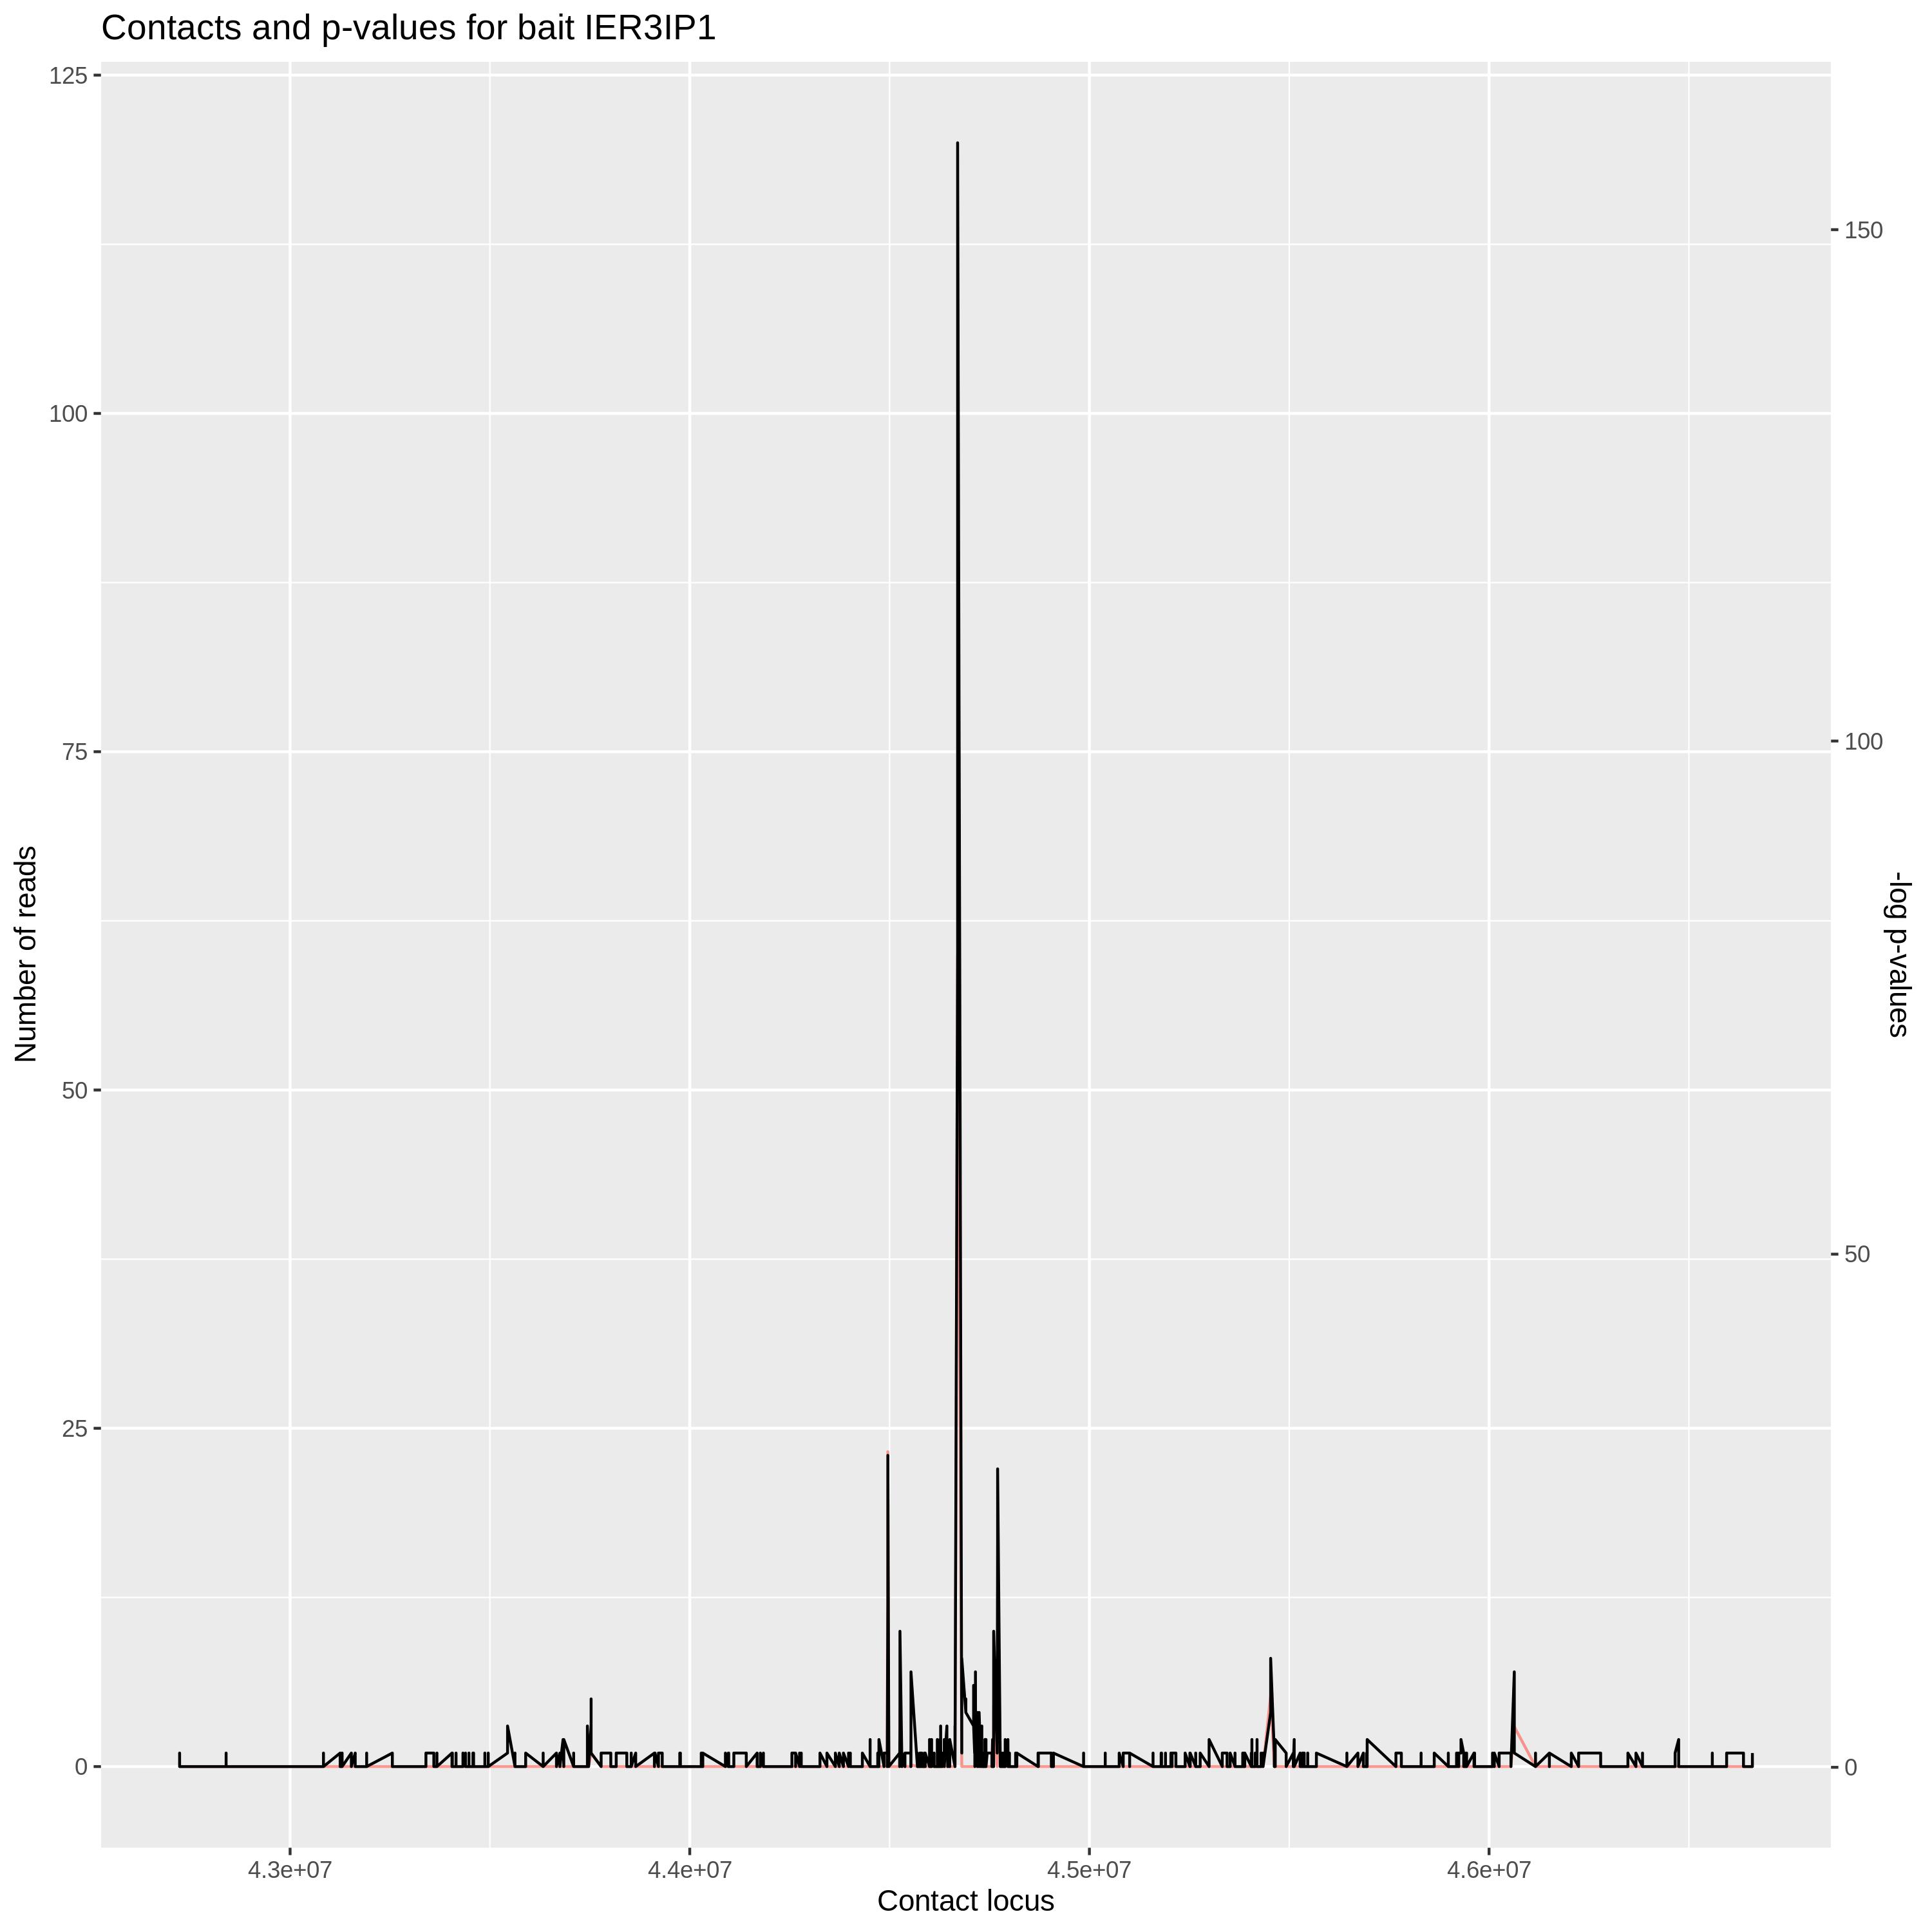 Contacts and p-values for bait IER3IP1
125
100
75
50
25
0
Number of reads
150
100
50
0
-log p-values
4.3e+07
4.4e+07
4.5e+07
4.6e+07
Contact locus